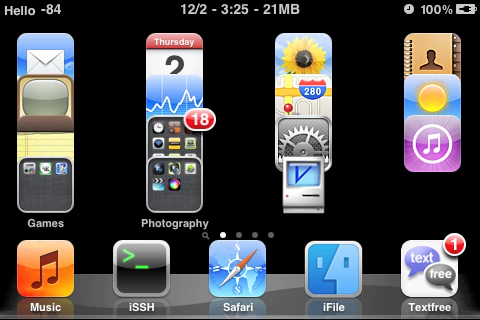 Hello -84 12/2 - 3:25 - 21MB 100%
Thursday
2
280
18
Games Photography
1
text
free
Music iSSH Safari iFile Textfree